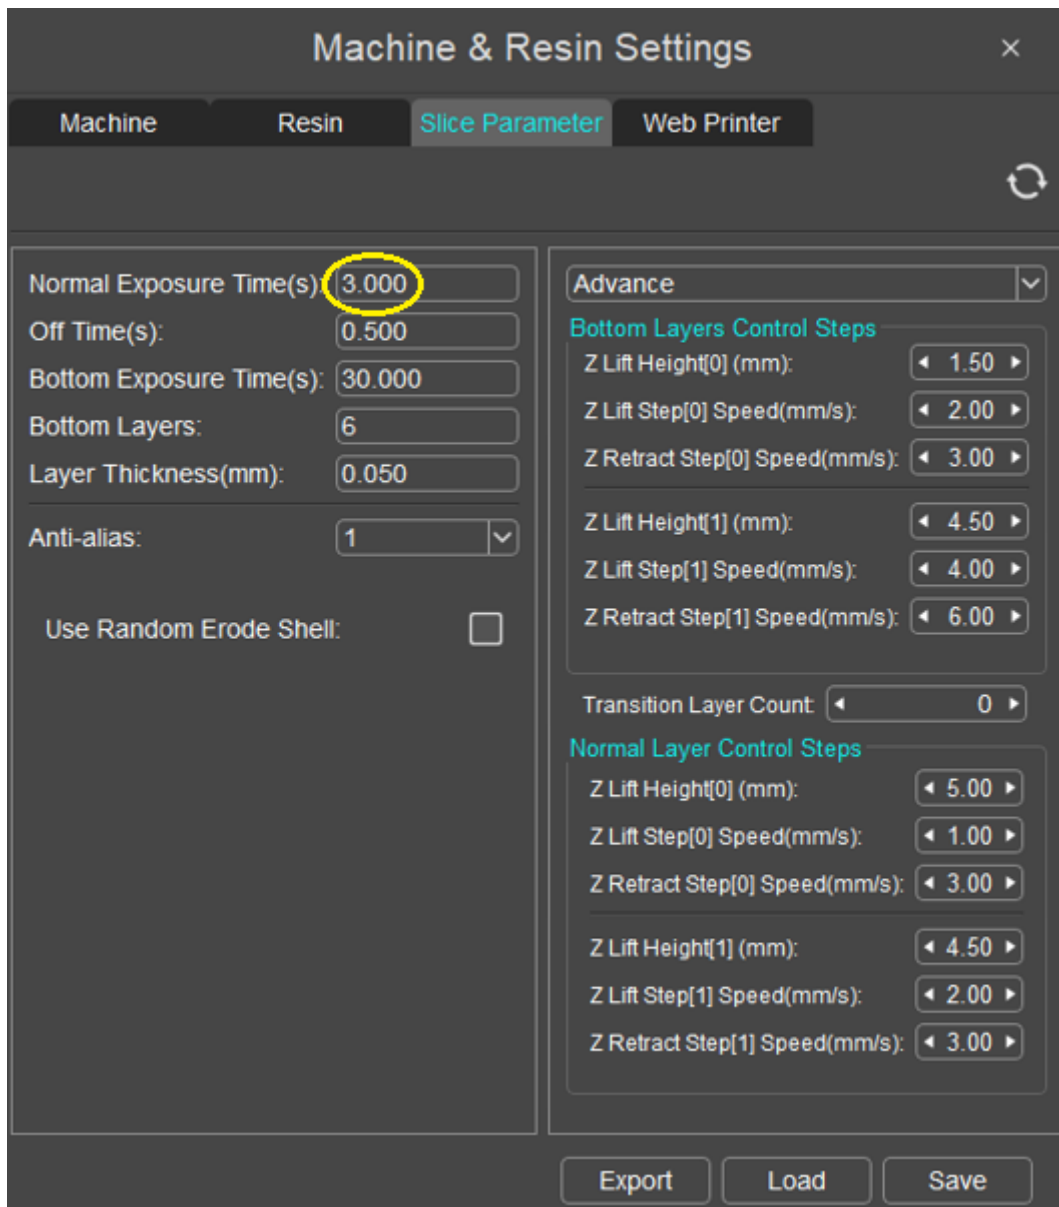 Machine & Resin Settings ×
Machine Resin Slice Parameter Web Printer
Normal Exposure Time(s): 3.000
Off Time(s): 0.500
Bottom Exposure Time(s): 30.000
Bottom Layers: 6
Layer Thickness(mm): 0.050
Anti-alias: 1
Use Random Erode Shell:
Advance
Bottom Layers Control Steps
Z Lift Height[0] (mm): 1.50
Z Lift Step[0] Speed(mm/s): 2.00
Z Retract Step[0] Speed(mm/s): 3.00
Z Lift Height[1] (mm): 4.50
Z Lift Step[1] Speed(mm/s): 4.00
Z Retract Step[1] Speed(mm/s): 6.00
Transition Layer Count: 0
Normal Layer Control Steps
Z Lift Height[0] (mm): 5.00
Z Lift Step[0] Speed(mm/s): 1.00
Z Retract Step[0] Speed(mm/s): 3.00
Z Lift Height[1] (mm): 4.50
Z Lift Step[1] Speed(mm/s): 2.00
Z Retract Step[1] Speed(mm/s): 3.00
Export Load Save